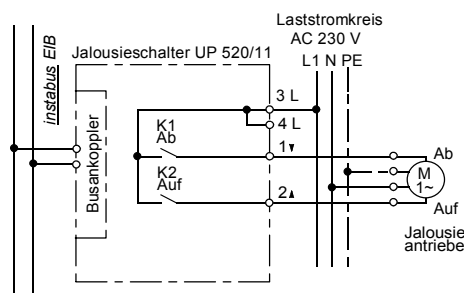 Laststromkreis
AC 230 V
Jalousieschalter UP 520/11
L1 N PE
instabus EIB
3 L
K1
4 L
Ab
1▼
Busankoppler
Ab
K2
M
Auf
1~
2▲
Auf
Jalousie
antriebe